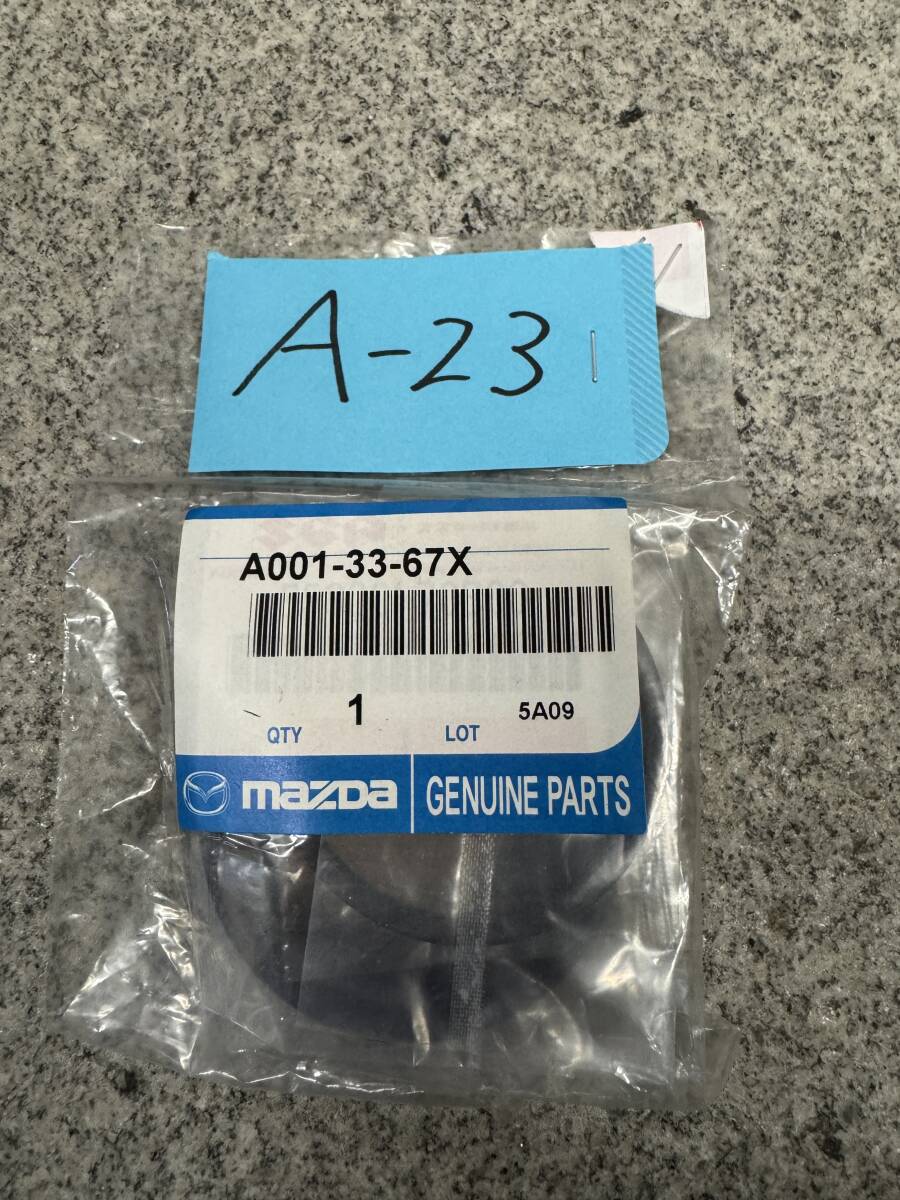 A-23
A001-33-67X
QTY 1 LOT 5A09
mazda GENUINE PARTS